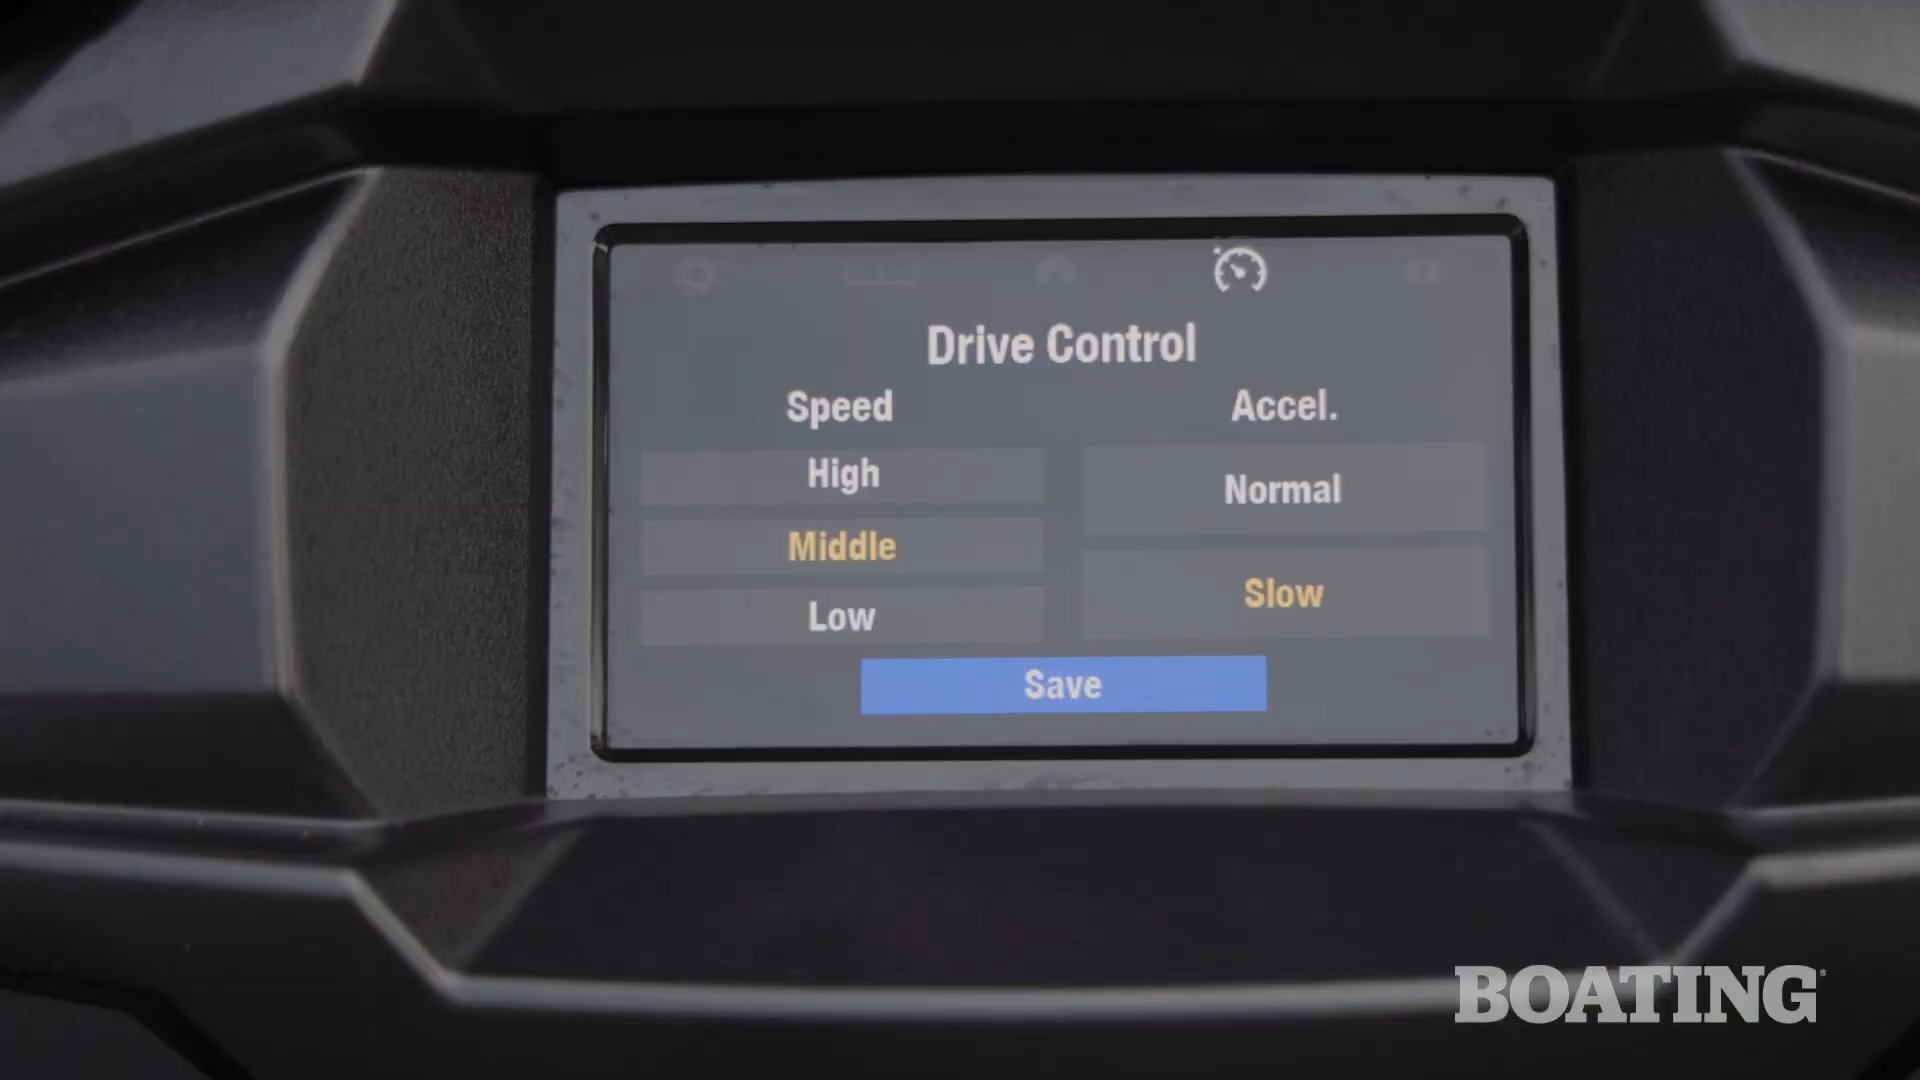 Drive Control
Speed
Accel.
High
Normal
Middle
Slow
Low
Save
BOATING